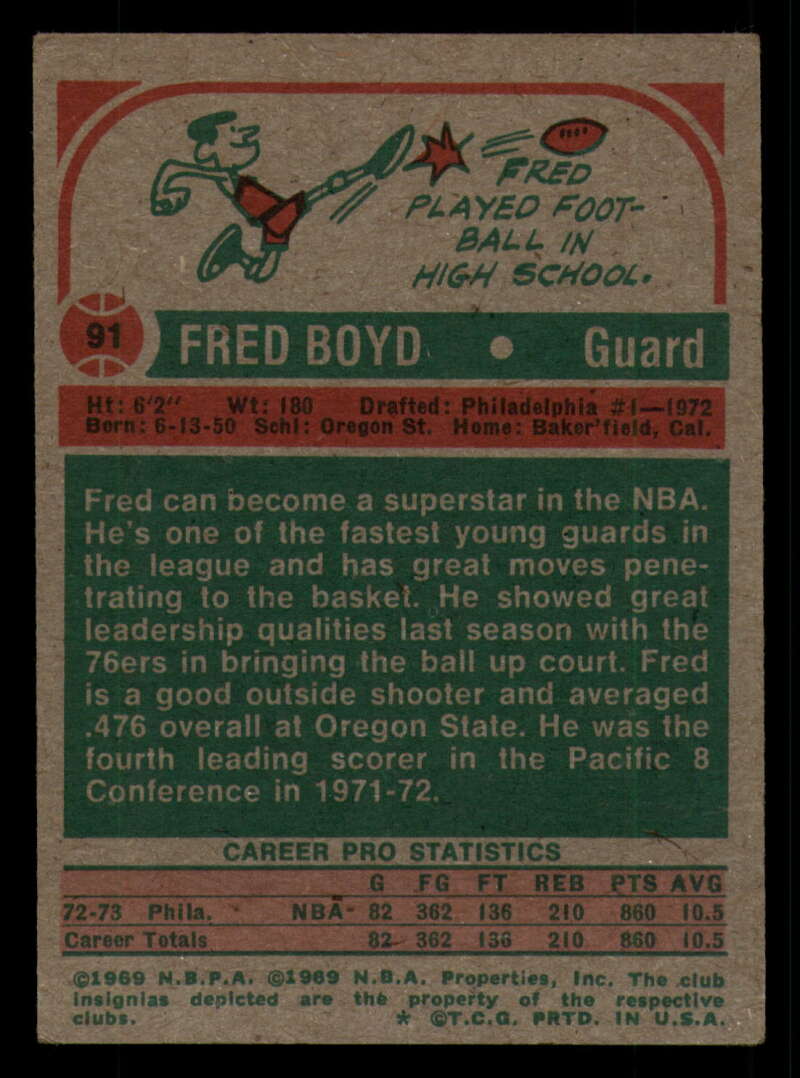 FRED
PLAYED FOOT-
BALL IN
HIGH SCHOOL.
91 FRED BOYD • Guard
Ht: 6'2" Wt: 180 Drafted: Philadelphia #1—1972
Born: 6-13-50 Schl: Oregon St. Home: Baker'field, Cal.
Fred can become a superstar in the NBA.
He's one of the fastest young guards in
the league and has great moves pene-
trating to the basket. He showed great
leadership qualities last season with the
76ers in bringing the ball up court. Fred
is a good outside shooter and averaged
.476 overall at Oregon State. He was the
fourth leading scorer in the Pacific 8
Conference in 1971-72.
CAREER PRO STATISTICS
G FG FT REB PTS AVG
72-73 Phila. NBA 82 362 136 210 860 10.5
Career Totals 82 362 136 210 860 10.5
©1969 N.B.P.A. ©1969 N.B.A. Properties, Inc. The club
insignias depicted are the property of the respective
clubs. * ©T.C.G. PRTD. IN U.S.A.